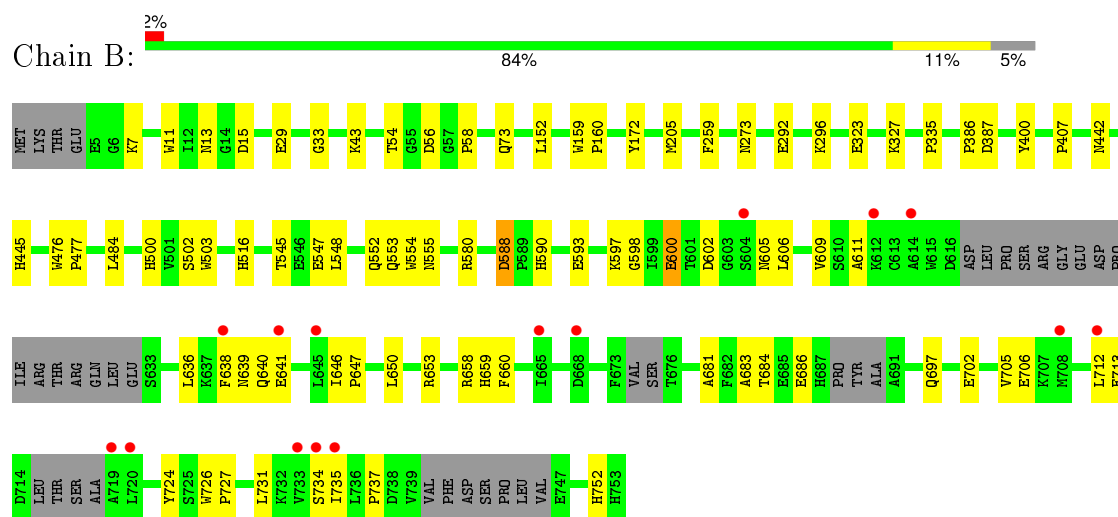 2%
Chain B:
84% 11% 5%
MET LYS THR GLU E5 G6 K7 W11 I12 N13 G14 D15 E29 G33 K43 T54 G55 D56 G57 P58 Q73 L152 W159 P160 Y172 M205 F259 N273 E292 K296 E323 K327 P335 P386 D387 Y400 P407 N442
H445 W476 P477 L484 H500 V501 S502 W503 H516 T545 E546 E547 L548 Q552 Q553 W554 N555 R580 D588 P589 H590 E593 K597 G598 I599 E600 T601 D602 G603 S604 N605 L606 V609 S610 A611 K612 C613 A614 W615 D616 ASP LEU PRO SER ARG GLY GLU ASP PRO
ILE ARG THR ARG GLN LEU GLU S633 L636 K637 F638 N639 Q640 E641 L645 I646 P647 L650 R653 R658 H659 F660 I665 D668 F673 VAL SER T676 A681 F682 A683 T684 E685 E686 H687 PRO TYR ALA A691 Q697 E702 V705 E706 K707 M708 L712 E713
D714 LEU THR SER ALA A719 L720 Y724 S725 W726 P727 L731 K732 V733 S734 I735 L736 P737 D738 V739 VAL PHE ASP SER PRO LEU VAL E747 H752 H753